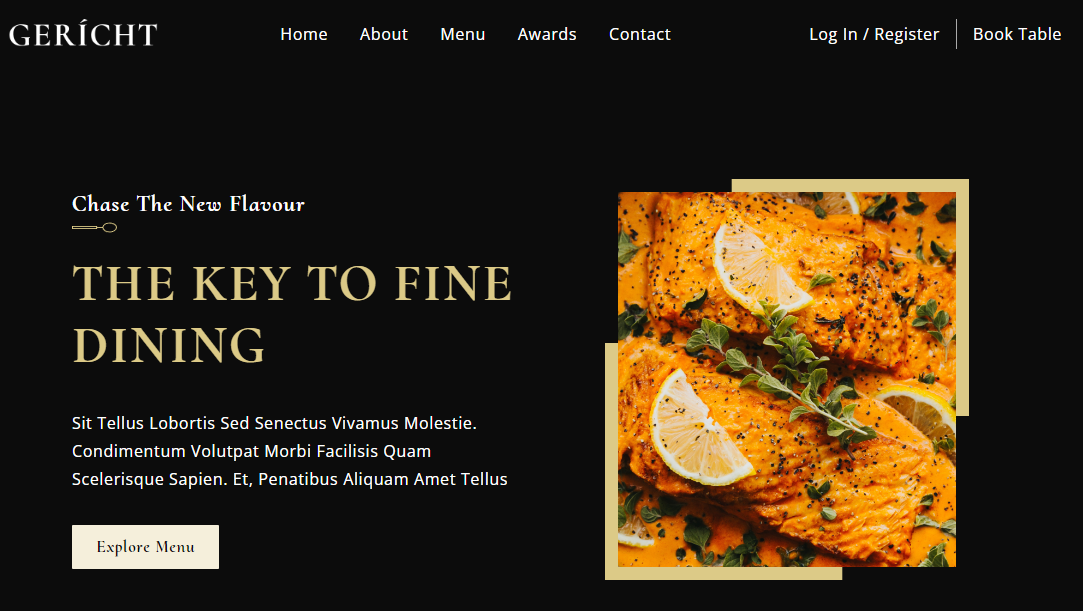 GERÍCHT
Home About Menu Awards Contact
Log In / Register Book Table
Chase The New Flavour
THE KEY TO FINE
DINING
Sit Tellus Lobortis Sed Senectus Vivamus Molestie.
Condimentum Volutpat Morbi Facilisis Quam
Scelerisque Sapien. Et, Penatibus Aliquam Amet Tellus
Explore Menu